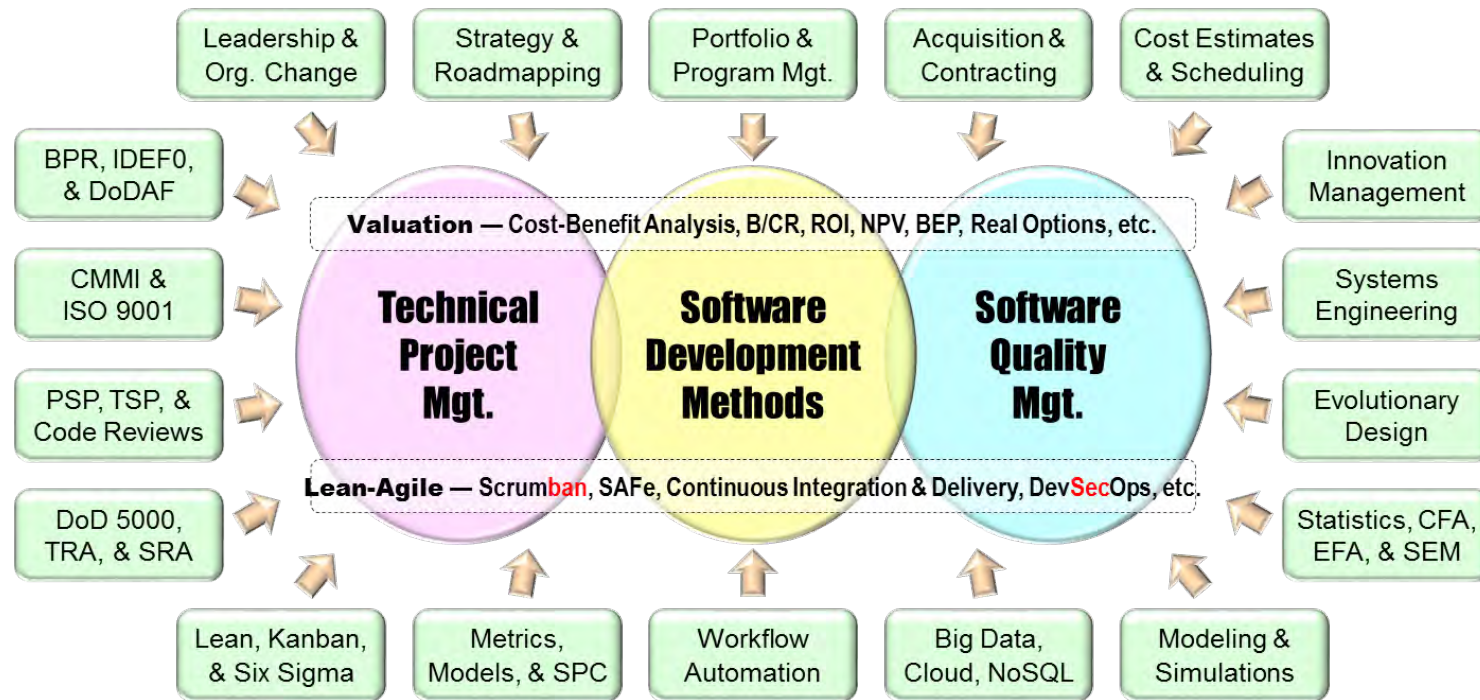 Leadership &
Org. Change
Strategy &
Roadmapping
Portfolio &
Program Mgt.
Acquisition &
Contracting
Cost Estimates
& Scheduling
BPR, IDEF0,
& DoDAF
CMMI &
ISO 9001
PSP, TSP, &
Code Reviews
DoD 5000,
TRA, & SRA
Valuation — Cost-Benefit Analysis, B/CR, ROI, NPV, BEP, Real Options, etc.
Technical
Project
Mgt.
Software
Development
Methods
Software
Quality
Mgt.
Lean-Agile — Scrumban, SAFe, Continuous Integration & Delivery, DevSecOps, etc.
Innovation
Management
Systems
Engineering
Evolutionary
Design
Statistics, CFA,
EFA, & SEM
Lean, Kanban,
& Six Sigma
Metrics,
Models, & SPC
Workflow
Automation
Big Data,
Cloud, NoSQL
Modeling &
Simulations